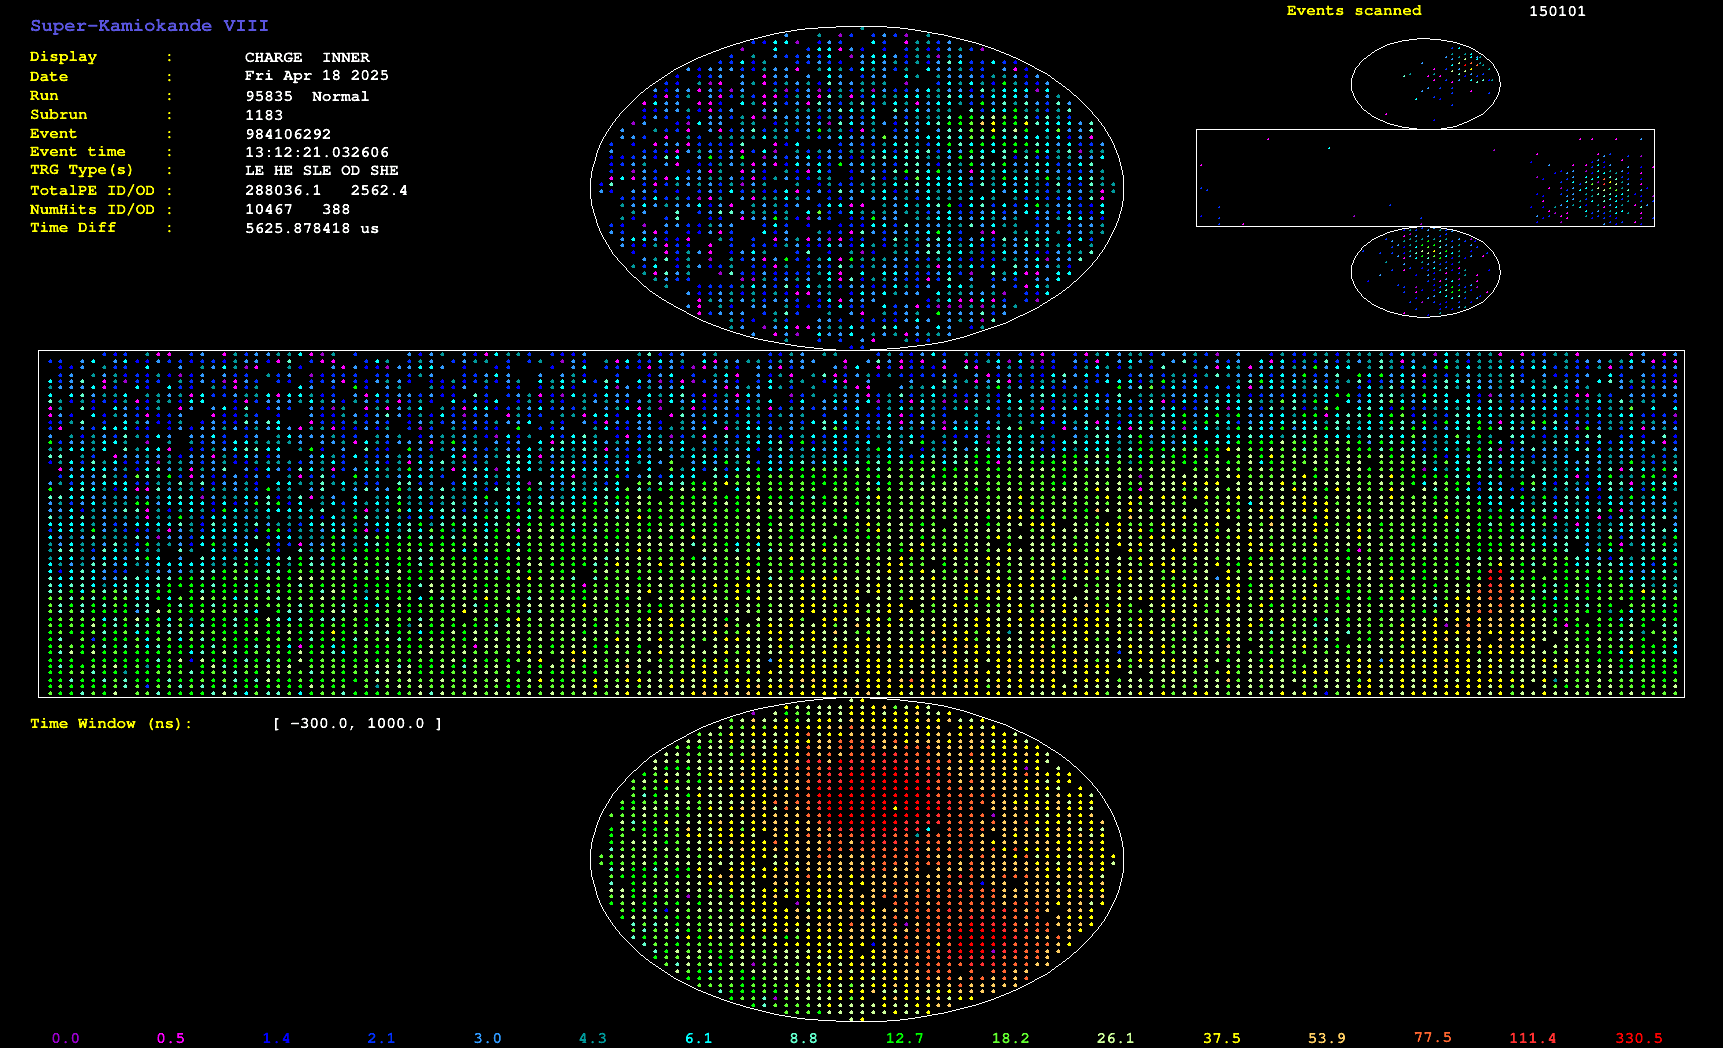 Super-Kamiokande VIII
Events scanned 150101
Display : CHARGE INNER
Date : Fri Apr 18 2025
Run : 95835 Normal
Subrun : 1183
Event : 984106292
Event time : 13:12:21.032606
TRG Type(s) : LE HE SLE OD SHE
TotalPE ID/OD : 288036.1 2562.4
NumHits ID/OD : 10467 388
Time Diff : 5625.878418 us
Time Window (ns): [ -300.0, 1000.0 ]
0.0 0.5 1.4 2.1 3.0 4.3 6.1 8.8 12.7 18.2 26.1 37.5 53.9 77.5 111.4 330.5